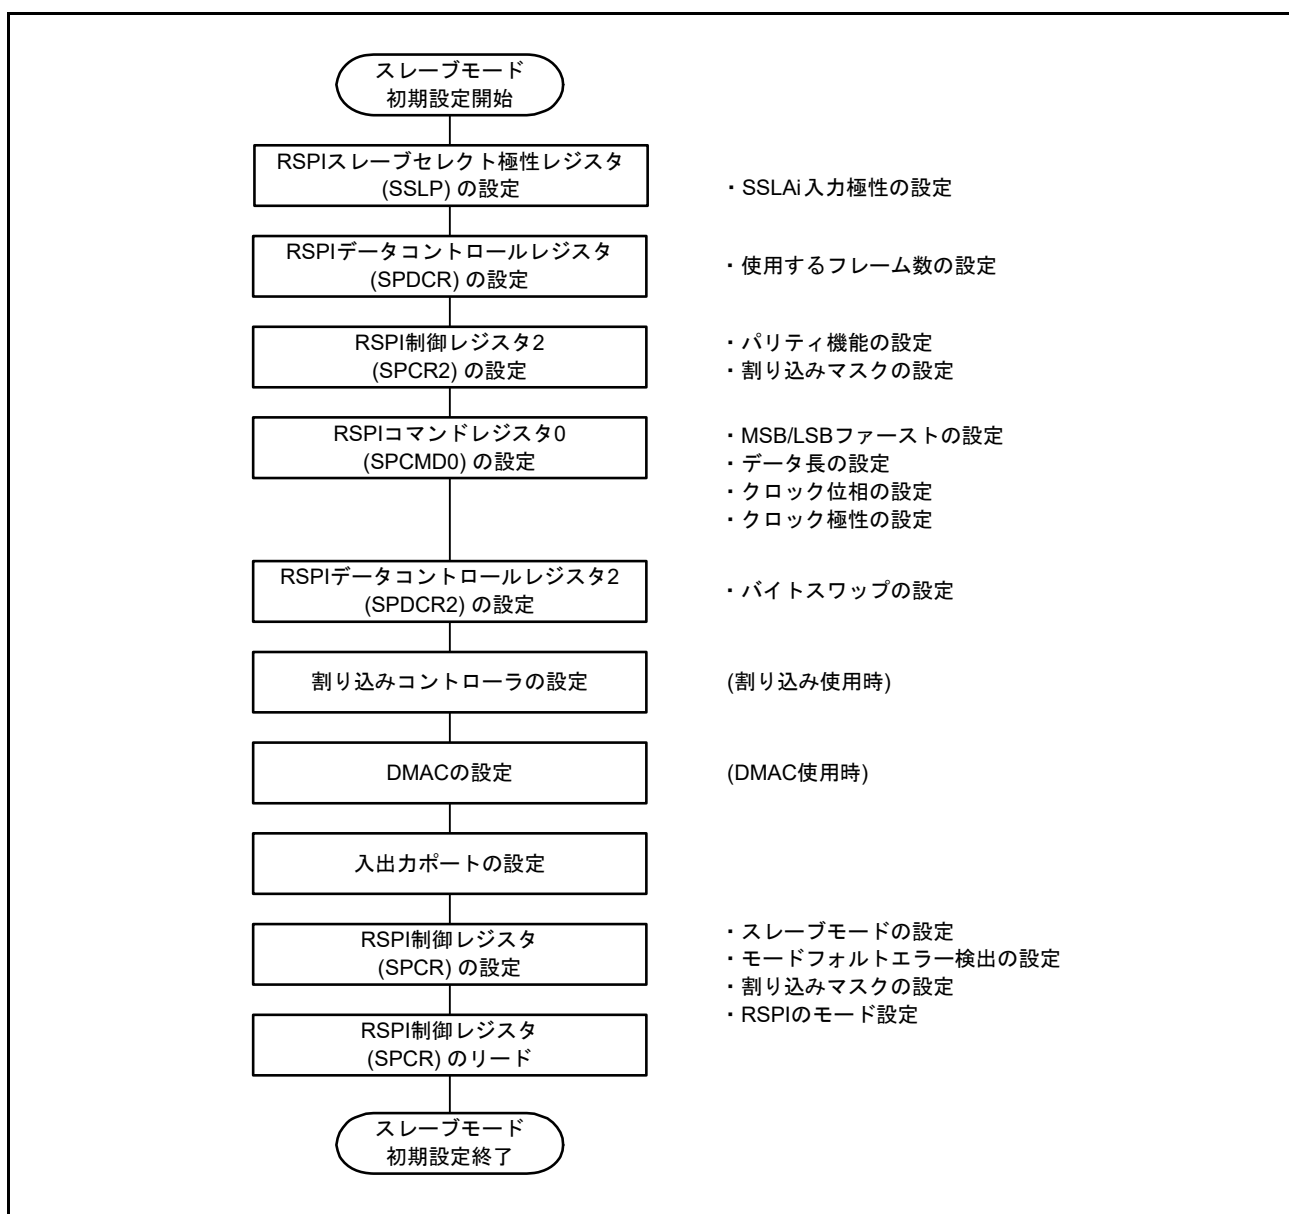 スレーブモード
初期設定開始
RSPIスレーブセレクト極性レジスタ
(SSLP) の設定
・SSLAi入力極性の設定
RSPIデータコントロールレジスタ
(SPDCR) の設定
・使用するフレーム数の設定
RSPI制御レジスタ2
(SPCR2) の設定
・パリティ機能の設定
・割り込みマスクの設定
RSPIコマンドレジスタ0
(SPCMD0) の設定
・MSB/LSBファーストの設定
・データ長の設定
・クロック位相の設定
・クロック極性の設定
RSPIデータコントロールレジスタ2
(SPDCR2) の設定
・バイトスワップの設定
割り込みコントローラの設定
(割り込み使用時)
DMACの設定
(DMAC使用時)
入出力ポートの設定
RSPI制御レジスタ
(SPCR) の設定
・スレーブモードの設定
・モードフォルトエラー検出の設定
・割り込みマスクの設定
・RSPIのモード設定
RSPI制御レジスタ
(SPCR) のリード
スレーブモード
初期設定終了